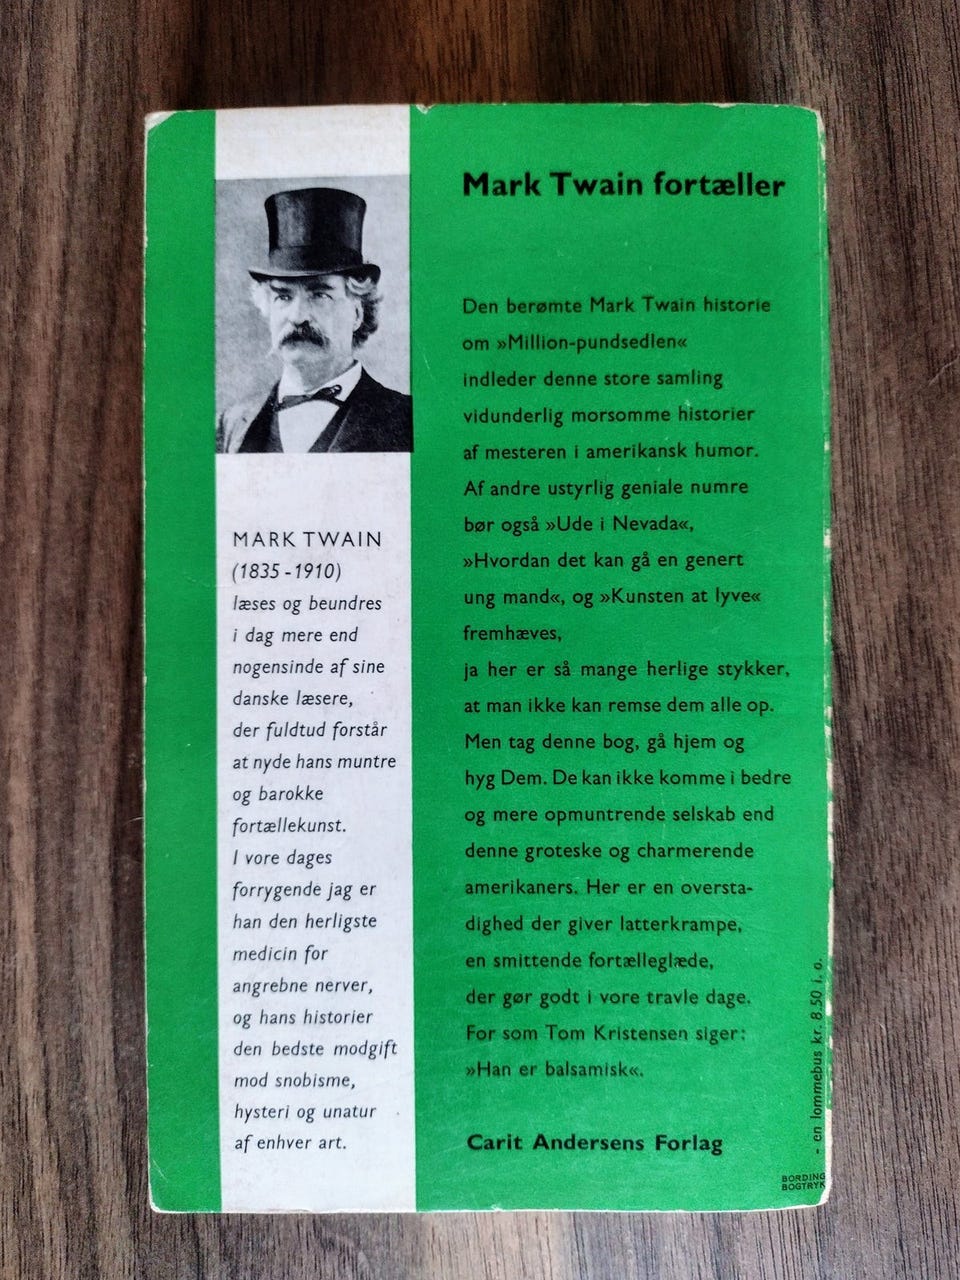 Mark Twain fortæller
Den berømte Mark Twain historie
om »Million-pundsedlen«
indleder denne store samling
vidunderlig morsomme historier
af mesteren i amerikansk humor.
Af andre ustyrlig geniale numre
bør også »Ude i Nevada«,
»Hvordan det kan gå en genert
ung mand«, og »Kunsten at lyve«
fremhæves,
ja her er så mange herlige stykker,
at man ikke kan remse dem alle op.
Men tag denne bog, gå hjem og
hyg Dem. De kan ikke komme i bedre
og mere opmuntrende selskab end
denne groteske og charmerende
amerikaners. Her er en oversta-
dighed der giver latterkrampe,
en smittende fortælleglæde,
der gør godt i vore travle dage.
For som Tom Kristensen siger:
»Han er balsamisk«.
Carit Andersens Forlag
MARK TWAIN
(1835-1910)
læses og beundres
i dag mere end
nogensinde af sine
danske læsere,
der fuldtud forstår
at nyde hans muntre
og barokke
fortællekunst.
I vore dages
forrygende jag er
han den herligste
medicin for
angrebne nerver,
og hans historier
den bedste modgift
mod snobisme,
hysteri og unatur
af enhver art.
- en lommebus kr. 8.50 i. o.
BORDING
BOGTRYK